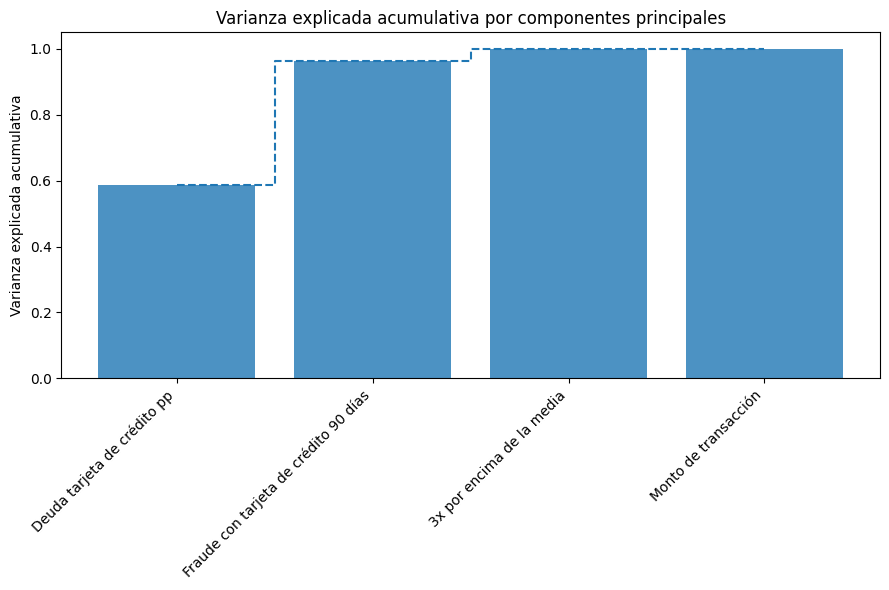 Varianza explicada acumulativa por componentes principales
Varianza explicada acumulativa
1.0
0.8
0.6
0.4
0.2
0.0
Deuda tarjeta de crédito pp
Fraude con tarjeta de crédito 90 días
3x por encima de la media
Monto de transacción